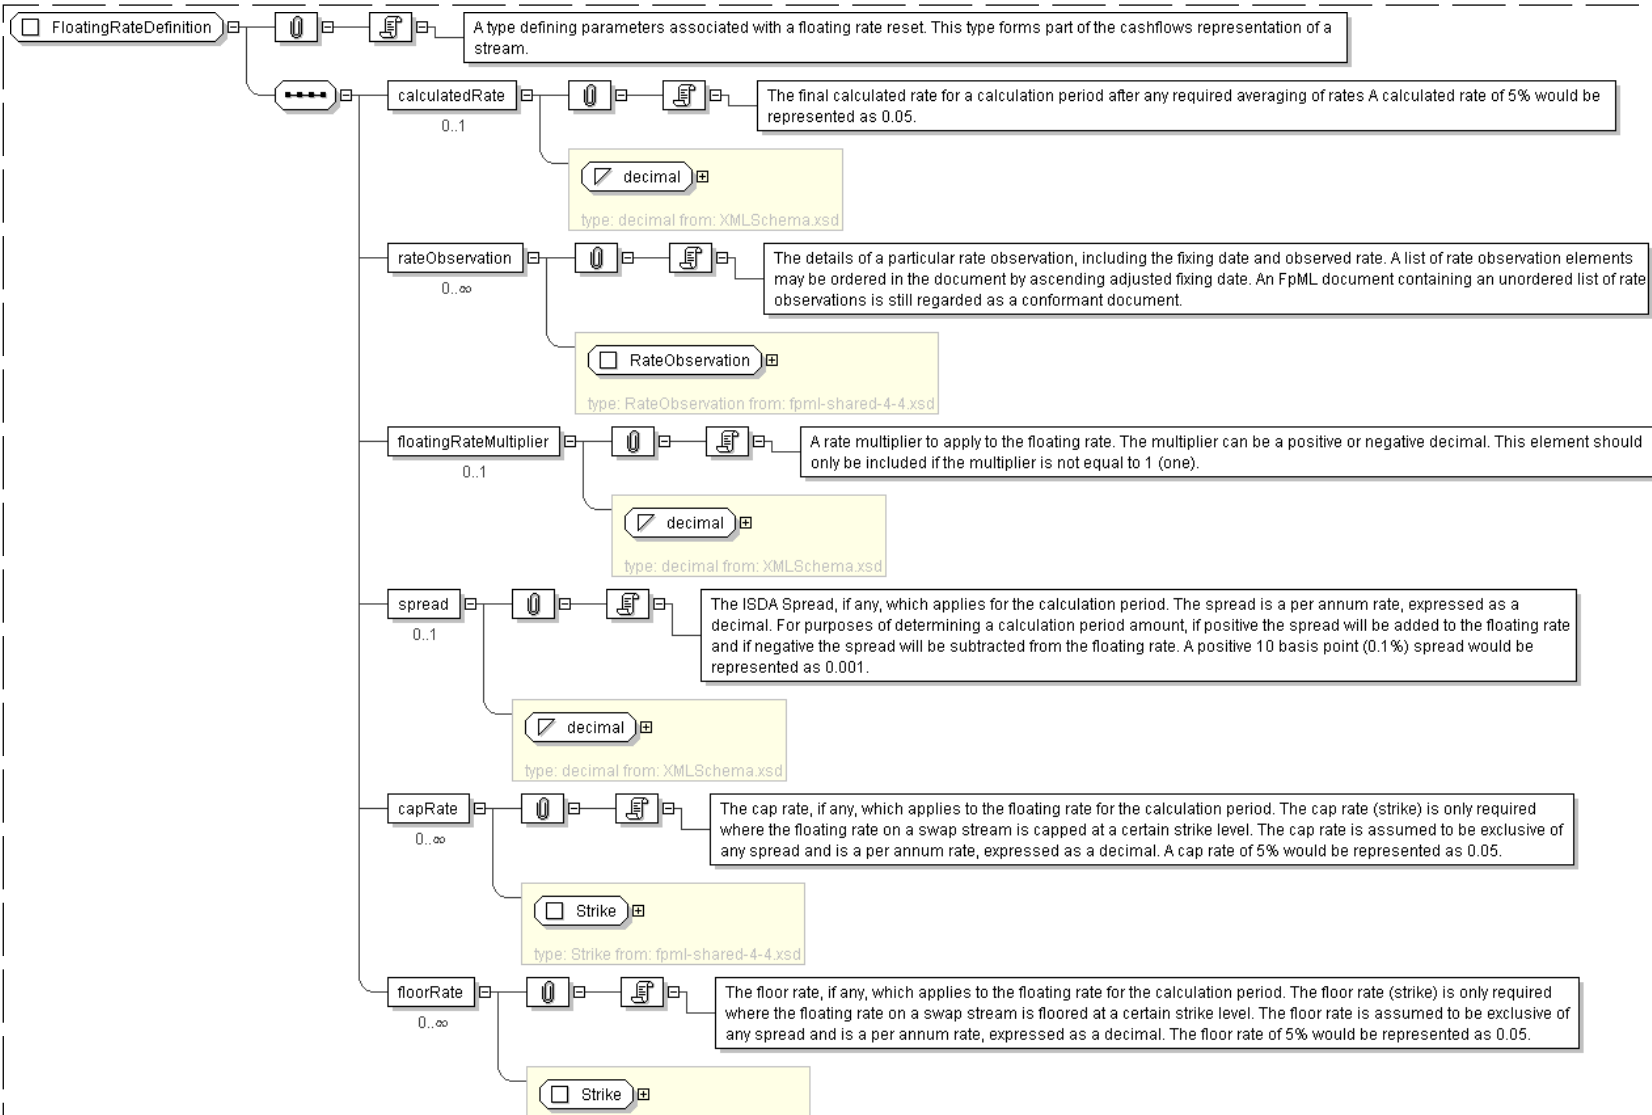 FloatingRateDefinition
A type defining parameters associated with a floating rate reset. This type forms part of the cashflows representation of a
stream.
calculatedRate
0..1
The final calculated rate for a calculation period after any required averaging of rates A calculated rate of 5% would be
represented as 0.05.
decimal
type: decimal from: XMLSchema.xsd
rateObservation
0..∞
The details of a particular rate observation, including the fixing date and observed rate. A list of rate observation elements
may be ordered in the document by ascending adjusted fixing date. An FpML document containing an unordered list of rate
observations is still regarded as a conformant document.
RateObservation
type: RateObservation from: fpml-shared-4-4.xsd
floatingRateMultiplier
0..1
A rate multiplier to apply to the floating rate. The multiplier can be a positive or negative decimal. This element should
only be included if the multiplier is not equal to 1 (one).
decimal
type: decimal from: XMLSchema.xsd
spread
0..1
The ISDA Spread, if any, which applies for the calculation period. The spread is a per annum rate, expressed as a
decimal. For purposes of determining a calculation period amount, if positive the spread will be added to the floating rate
and if negative the spread will be subtracted from the floating rate. A positive 10 basis point (0.1%) spread would be
represented as 0.001.
decimal
type: decimal from: XMLSchema.xsd
capRate
0..∞
The cap rate, if any, which applies to the floating rate for the calculation period. The cap rate (strike) is only required
where the floating rate on a swap stream is capped at a certain strike level. The cap rate is assumed to be exclusive of
any spread and is a per annum rate, expressed as a decimal. A cap rate of 5% would be represented as 0.05.
Strike
type: Strike from: fpml-shared-4-4.xsd
floorRate
0..∞
The floor rate, if any, which applies to the floating rate for the calculation period. The floor rate (strike) is only required
where the floating rate on a swap stream is floored at a certain strike level. The floor rate is assumed to be exclusive of
any spread and is a per annum rate, expressed as a decimal. The floor rate of 5% would be represented as 0.05.
Strike